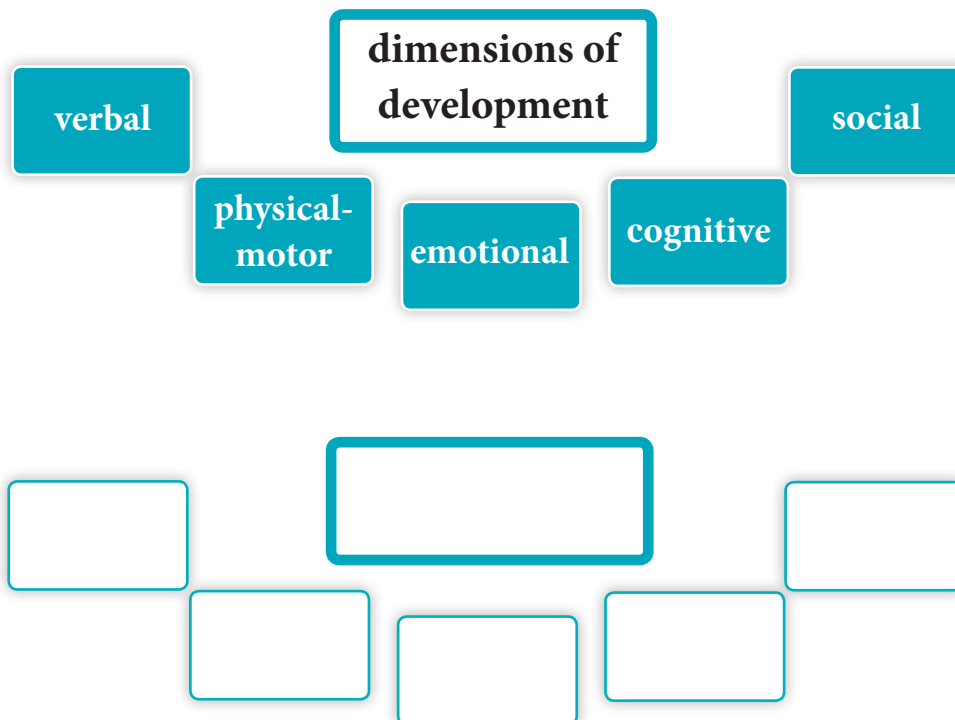 dimensions of
development
verbal
physical-
motor
emotional
cognitive
social